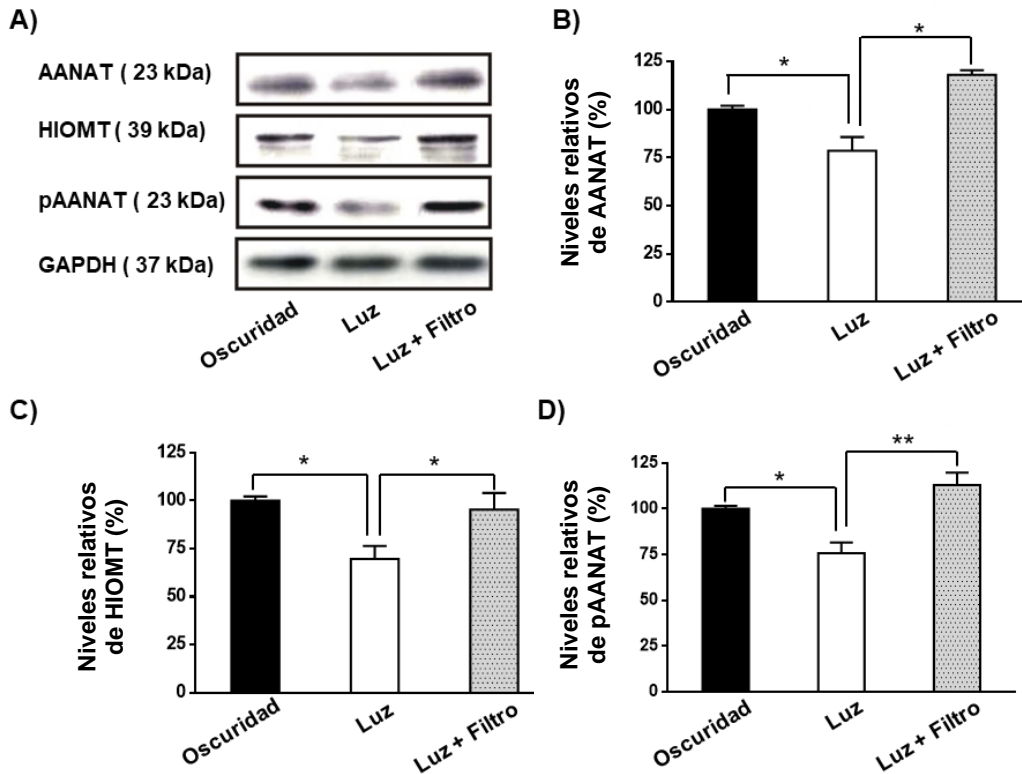 A)
AANAT ( 23 kDa)
HIOMT ( 39 kDa)
pAANAT ( 23 kDa)
GAPDH ( 37 kDa)
Oscuridad
Luz
Luz + Filtro
B)
Niveles relativos
de AANAT (%)
125
100
75
50
25
0
*
*
Oscuridad
Luz
Luz + Filtro
C)
Niveles relativos
de HIOMT (%)
125
100
75
50
25
0
*
*
Oscuridad
Luz
Luz + Filtro
D)
Niveles relativos
de pAANAT (%)
125
100
75
50
25
0
*
**
Oscuridad
Luz
Luz + Filtro